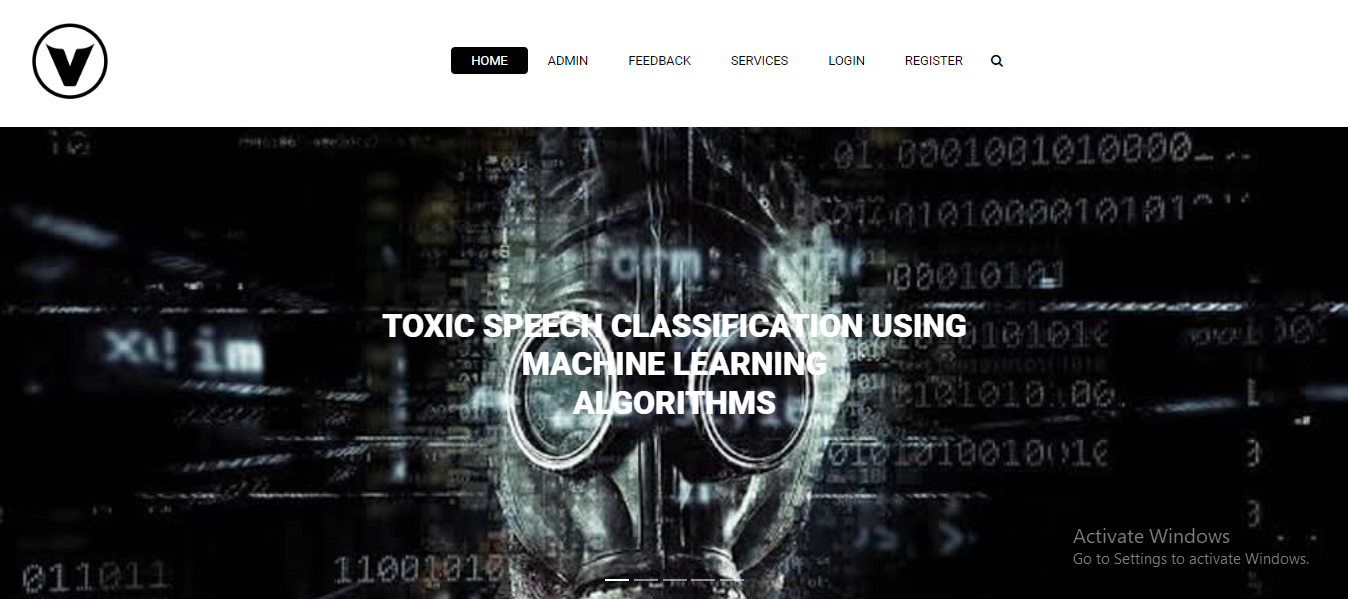 V
HOME ADMIN FEEDBACK SERVICES LOGIN REGISTER
TOXIC SPEECH CLASSIFICATION USING
MACHINE LEARNING
ALGORITHMS
Activate Windows
Go to Settings to activate Windows.